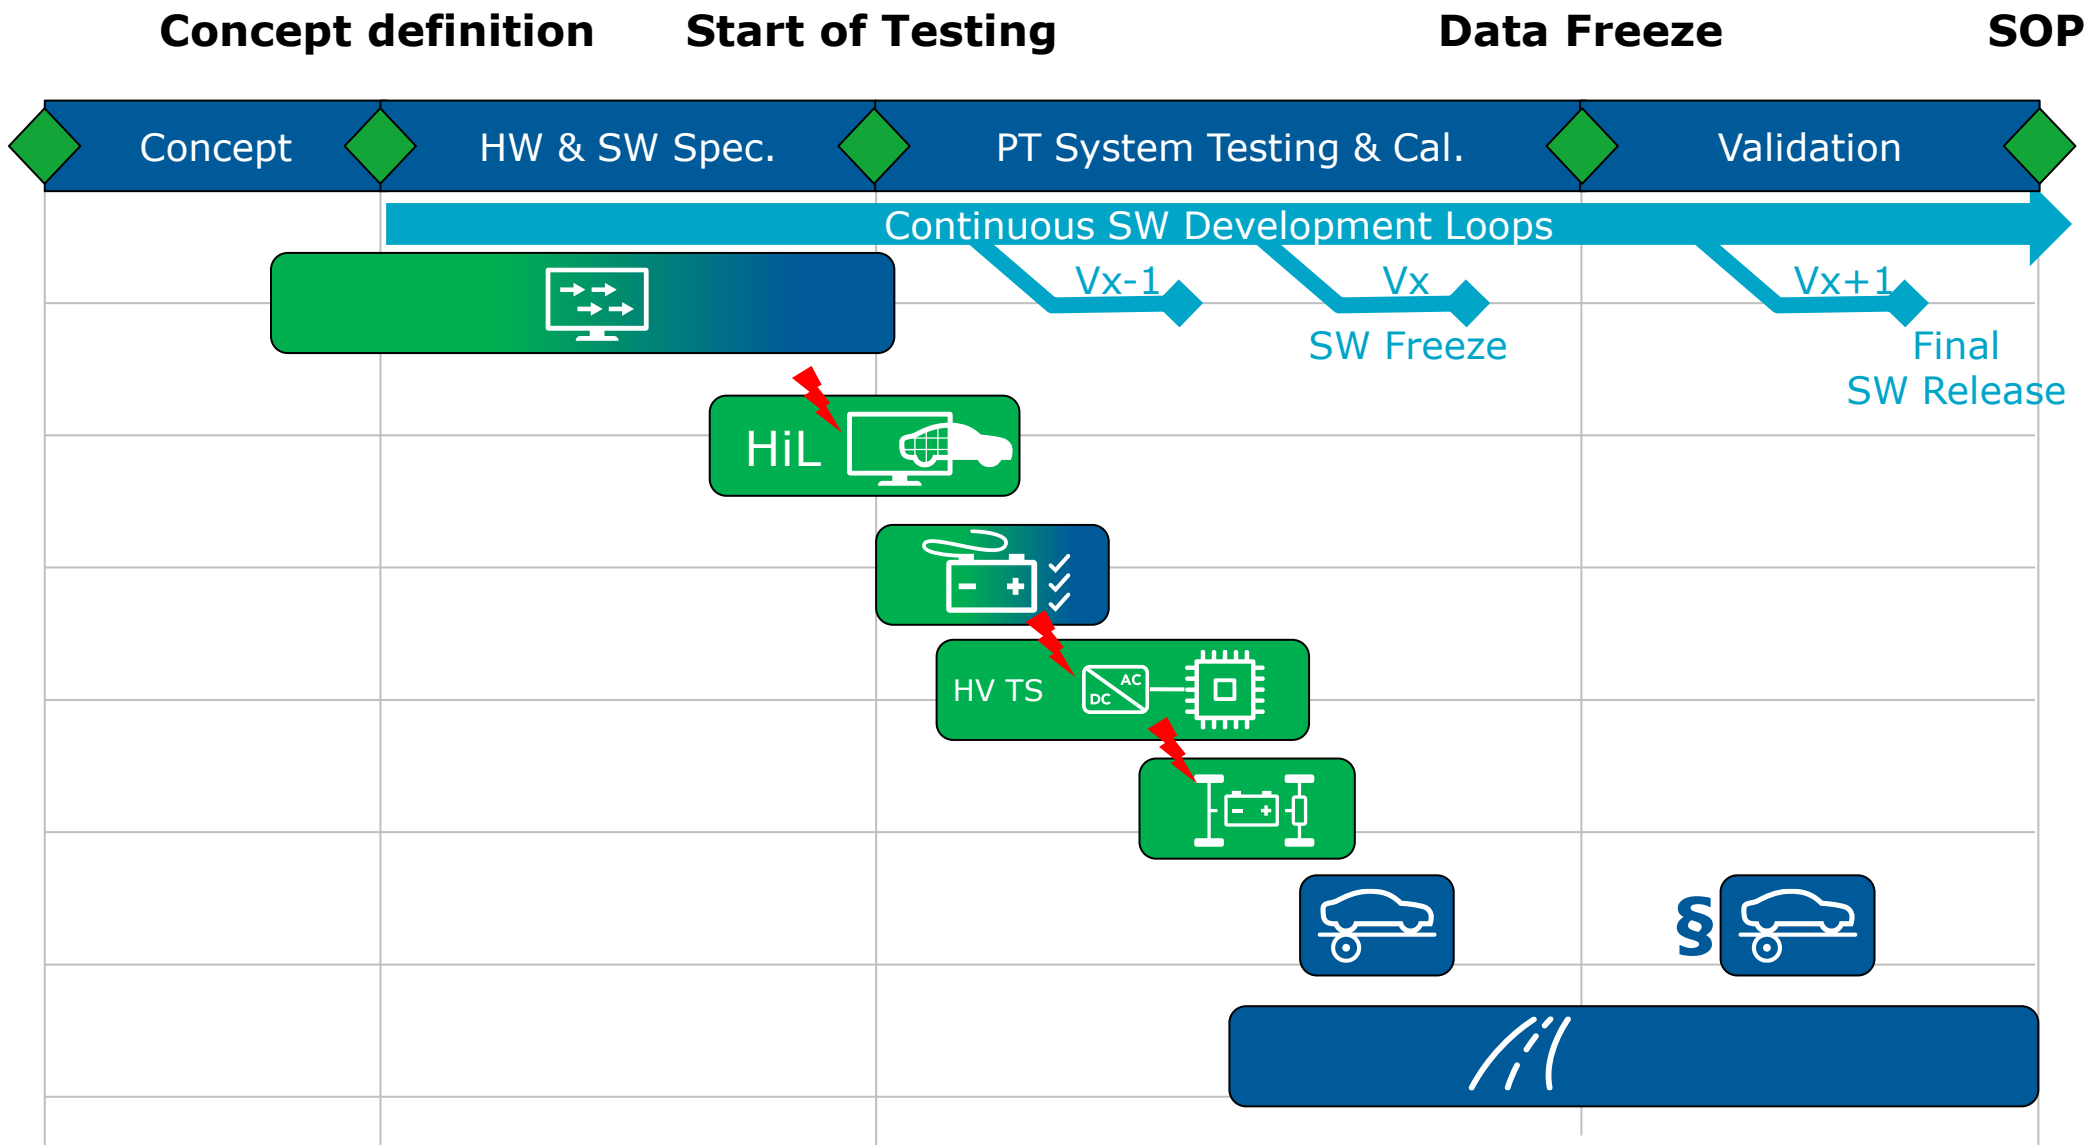 Concept definition
Start of Testing
Data Freeze
SOP
Concept
HW & SW Spec.
PT System Testing & Cal.
Validation
Continuous SW Development Loops
Vx-1
Vx
Vx+1
SW Freeze
Final
SW Release
HiL
HV TS
AC
DC
§